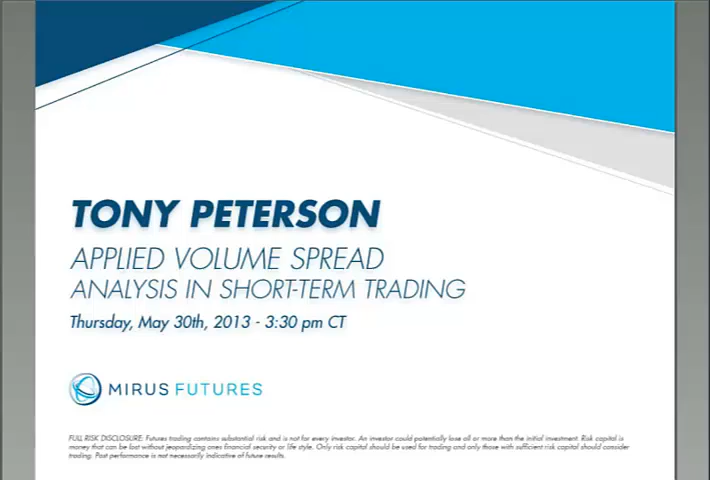 TONY PETERSON
APPLIED VOLUME SPREAD
ANALYSIS IN SHORT-TERM TRADING
Thursday, May 30th, 2013 - 3:30 pm CT
MIRUS FUTURES
FULL RISK DISCLOSURE: Futures trading contains substantial risk and is not for every investor. An investor could potentially lose all or more than the initial investment. Risk capital is
money that can be lost without jeopardizing ones financial security or life style. Only risk capital should be used for trading and only those with sufficient risk capital should consider
trading. Past performance is not necessarily indicative of future results.